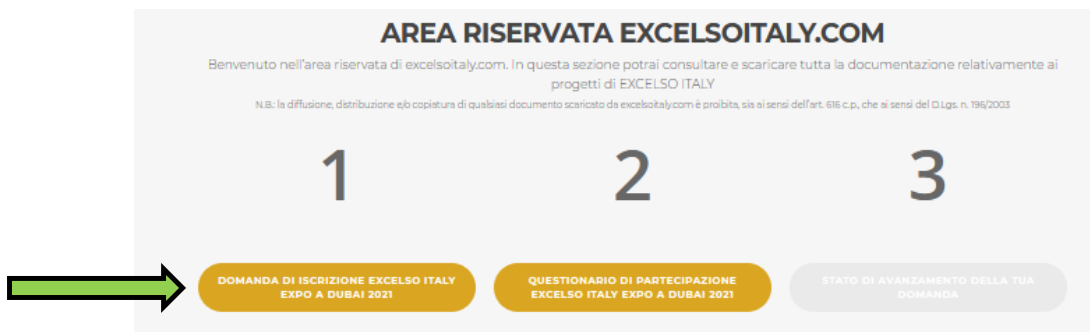 AREA RISERVATA EXCELSOITALY.COM
Benvenuto nell'area riservata di excelsoitaly.com. In questa sezione potrai consultare e scaricare tutta la documentazione relativamente ai
progetti di EXCELSO ITALY
N.B.: la diffusione, distribuzione e/o copiatura di qualsiasi documento scaricato da excelsoitaly.com è proibita, sia ai sensi dell'art. 616 c.p., che ai sensi del D.Lgs. n. 196/2003
1
2
3
DOMANDA DI ISCRIZIONE EXCELSO ITALY
EXPO A DUBAI 2021
QUESTIONARIO DI PARTECIPAZIONE
EXCELSO ITALY EXPO A DUBAI 2021
STATO DI AVANZAMENTO DELLA TUA
DOMANDA